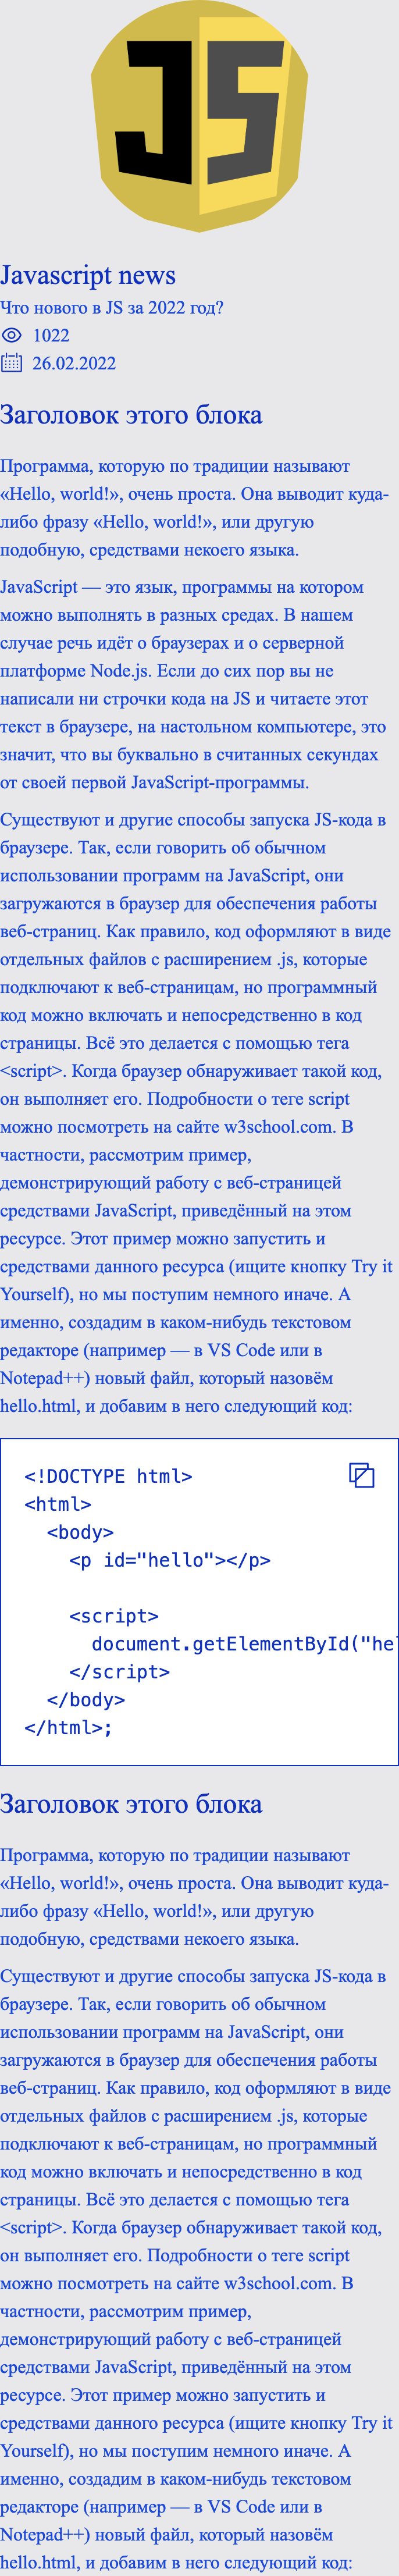 JS
Javascript news
Что нового в JS за 2022 год?
1022
26.02.2022
Заголовок этого блока
Программа, которую по традиции называют
«Hello, world!», очень проста. Она выводит куда-
либо фразу «Hello, world!», или другую
подобную, средствами некоего языка.
JavaScript — это язык, программы на котором
можно выполнять в разных средах. В нашем
случае речь идёт о браузерах и о серверной
платформе Node.js. Если до сих пор вы не
написали ни строчки кода на JS и читаете этот
текст в браузере, на настольном компьютере, это
значит, что вы буквально в считанных секундах
от своей первой JavaScript-программы.
Существуют и другие способы запуска JS-кода в
браузере. Так, если говорить об обычном
использовании программ на JavaScript, они
загружаются в браузер для обеспечения работы
веб-страниц. Как правило, код оформляют в виде
отдельных файлов с расширением .js, которые
подключают к веб-страницам, но программный
код можно включать и непосредственно в код
страницы. Всё это делается с помощью тега
<script>. Когда браузер обнаруживает такой код,
он выполняет его. Подробности о теге script
можно посмотреть на сайте w3school.com. В
частности, рассмотрим пример,
демонстрирующий работу с веб-страницей
средствами JavaScript, приведённый на этом
ресурсе. Этот пример можно запустить и
средствами данного ресурса (ищите кнопку Try it
Yourself), но мы поступим немного иначе. А
именно, создадим в каком-нибудь текстовом
редакторе (например — в VS Code или в
Notepad++) новый файл, который назовём
hello.html, и добавим в него следующий код:
<!DOCTYPE html>
<html>
<body>
<p id="hello"></p>
<script>
document.getElementById("hel
</script>
</body>
</html>;
Заголовок этого блока
Программа, которую по традиции называют
«Hello, world!», очень проста. Она выводит куда-
либо фразу «Hello, world!», или другую
подобную, средствами некоего языка.
Существуют и другие способы запуска JS-кода в
браузере. Так, если говорить об обычном
использовании программ на JavaScript, они
загружаются в браузер для обеспечения работы
веб-страниц. Как правило, код оформляют в виде
отдельных файлов с расширением .js, которые
подключают к веб-страницам, но программный
код можно включать и непосредственно в код
страницы. Всё это делается с помощью тега
<script>. Когда браузер обнаруживает такой код,
он выполняет его. Подробности о теге script
можно посмотреть на сайте w3school.com. В
частности, рассмотрим пример,
демонстрирующий работу с веб-страницей
средствами JavaScript, приведённый на этом
ресурсе. Этот пример можно запустить и
средствами данного ресурса (ищите кнопку Try it
Yourself), но мы поступим немного иначе. А
именно, создадим в каком-нибудь текстовом
редакторе (например — в VS Code или в
Notepad++) новый файл, который назовём
hello.html, и добавим в него следующий код: